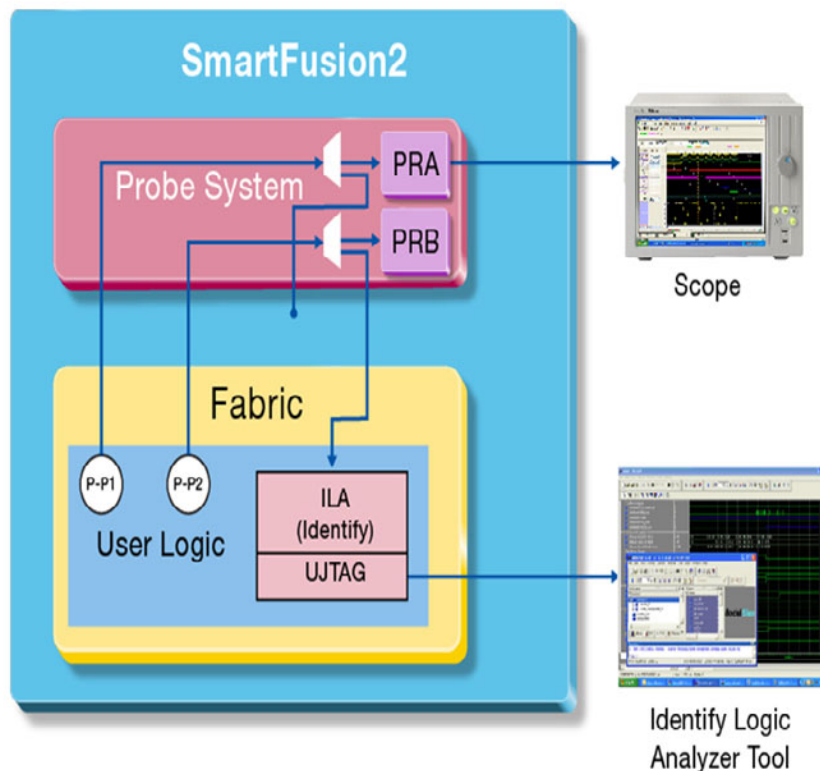 SmartFusion2
Probe System
PRA
PRB
Scope
Fabric
P-P1
P-P2
User Logic
ILA
(Identify)
UJTAG
Identify Logic
Analyzer Tool